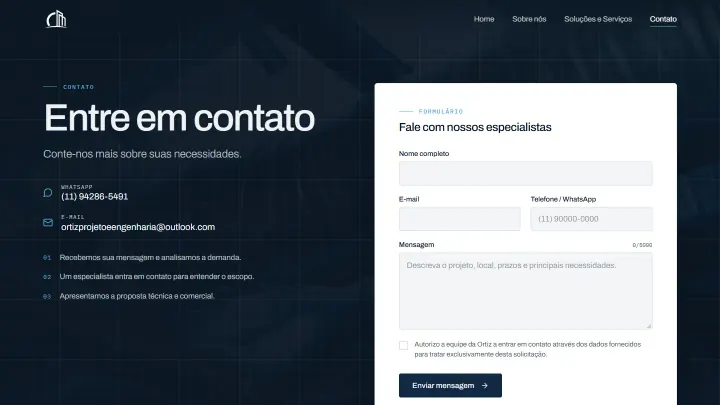 Home
Sobre nós
Soluções e Serviços
Contato
CONTATO
Entre em contato
Conte-nos mais sobre suas necessidades.
WHATSAPP
(11) 94286-5491
E-MAIL
ortizprojetoeengenharia@outlook.com
01 Recebemos sua mensagem e analisamos a demanda.
02 Um especialista entra em contato para entender o escopo.
03 Apresentamos a proposta técnica e comercial.
FORMULÁRIO
Fale com nossos especialistas
Nome completo
E-mail
Telefone / WhatsApp
(11) 90000-0000
Mensagem
0/5000
Descreva o projeto, local, prazos e principais necessidades.
Autorizo a equipe da Ortiz a entrar em contato através dos dados fornecidos
para tratar exclusivamente desta solicitação.
Enviar mensagem